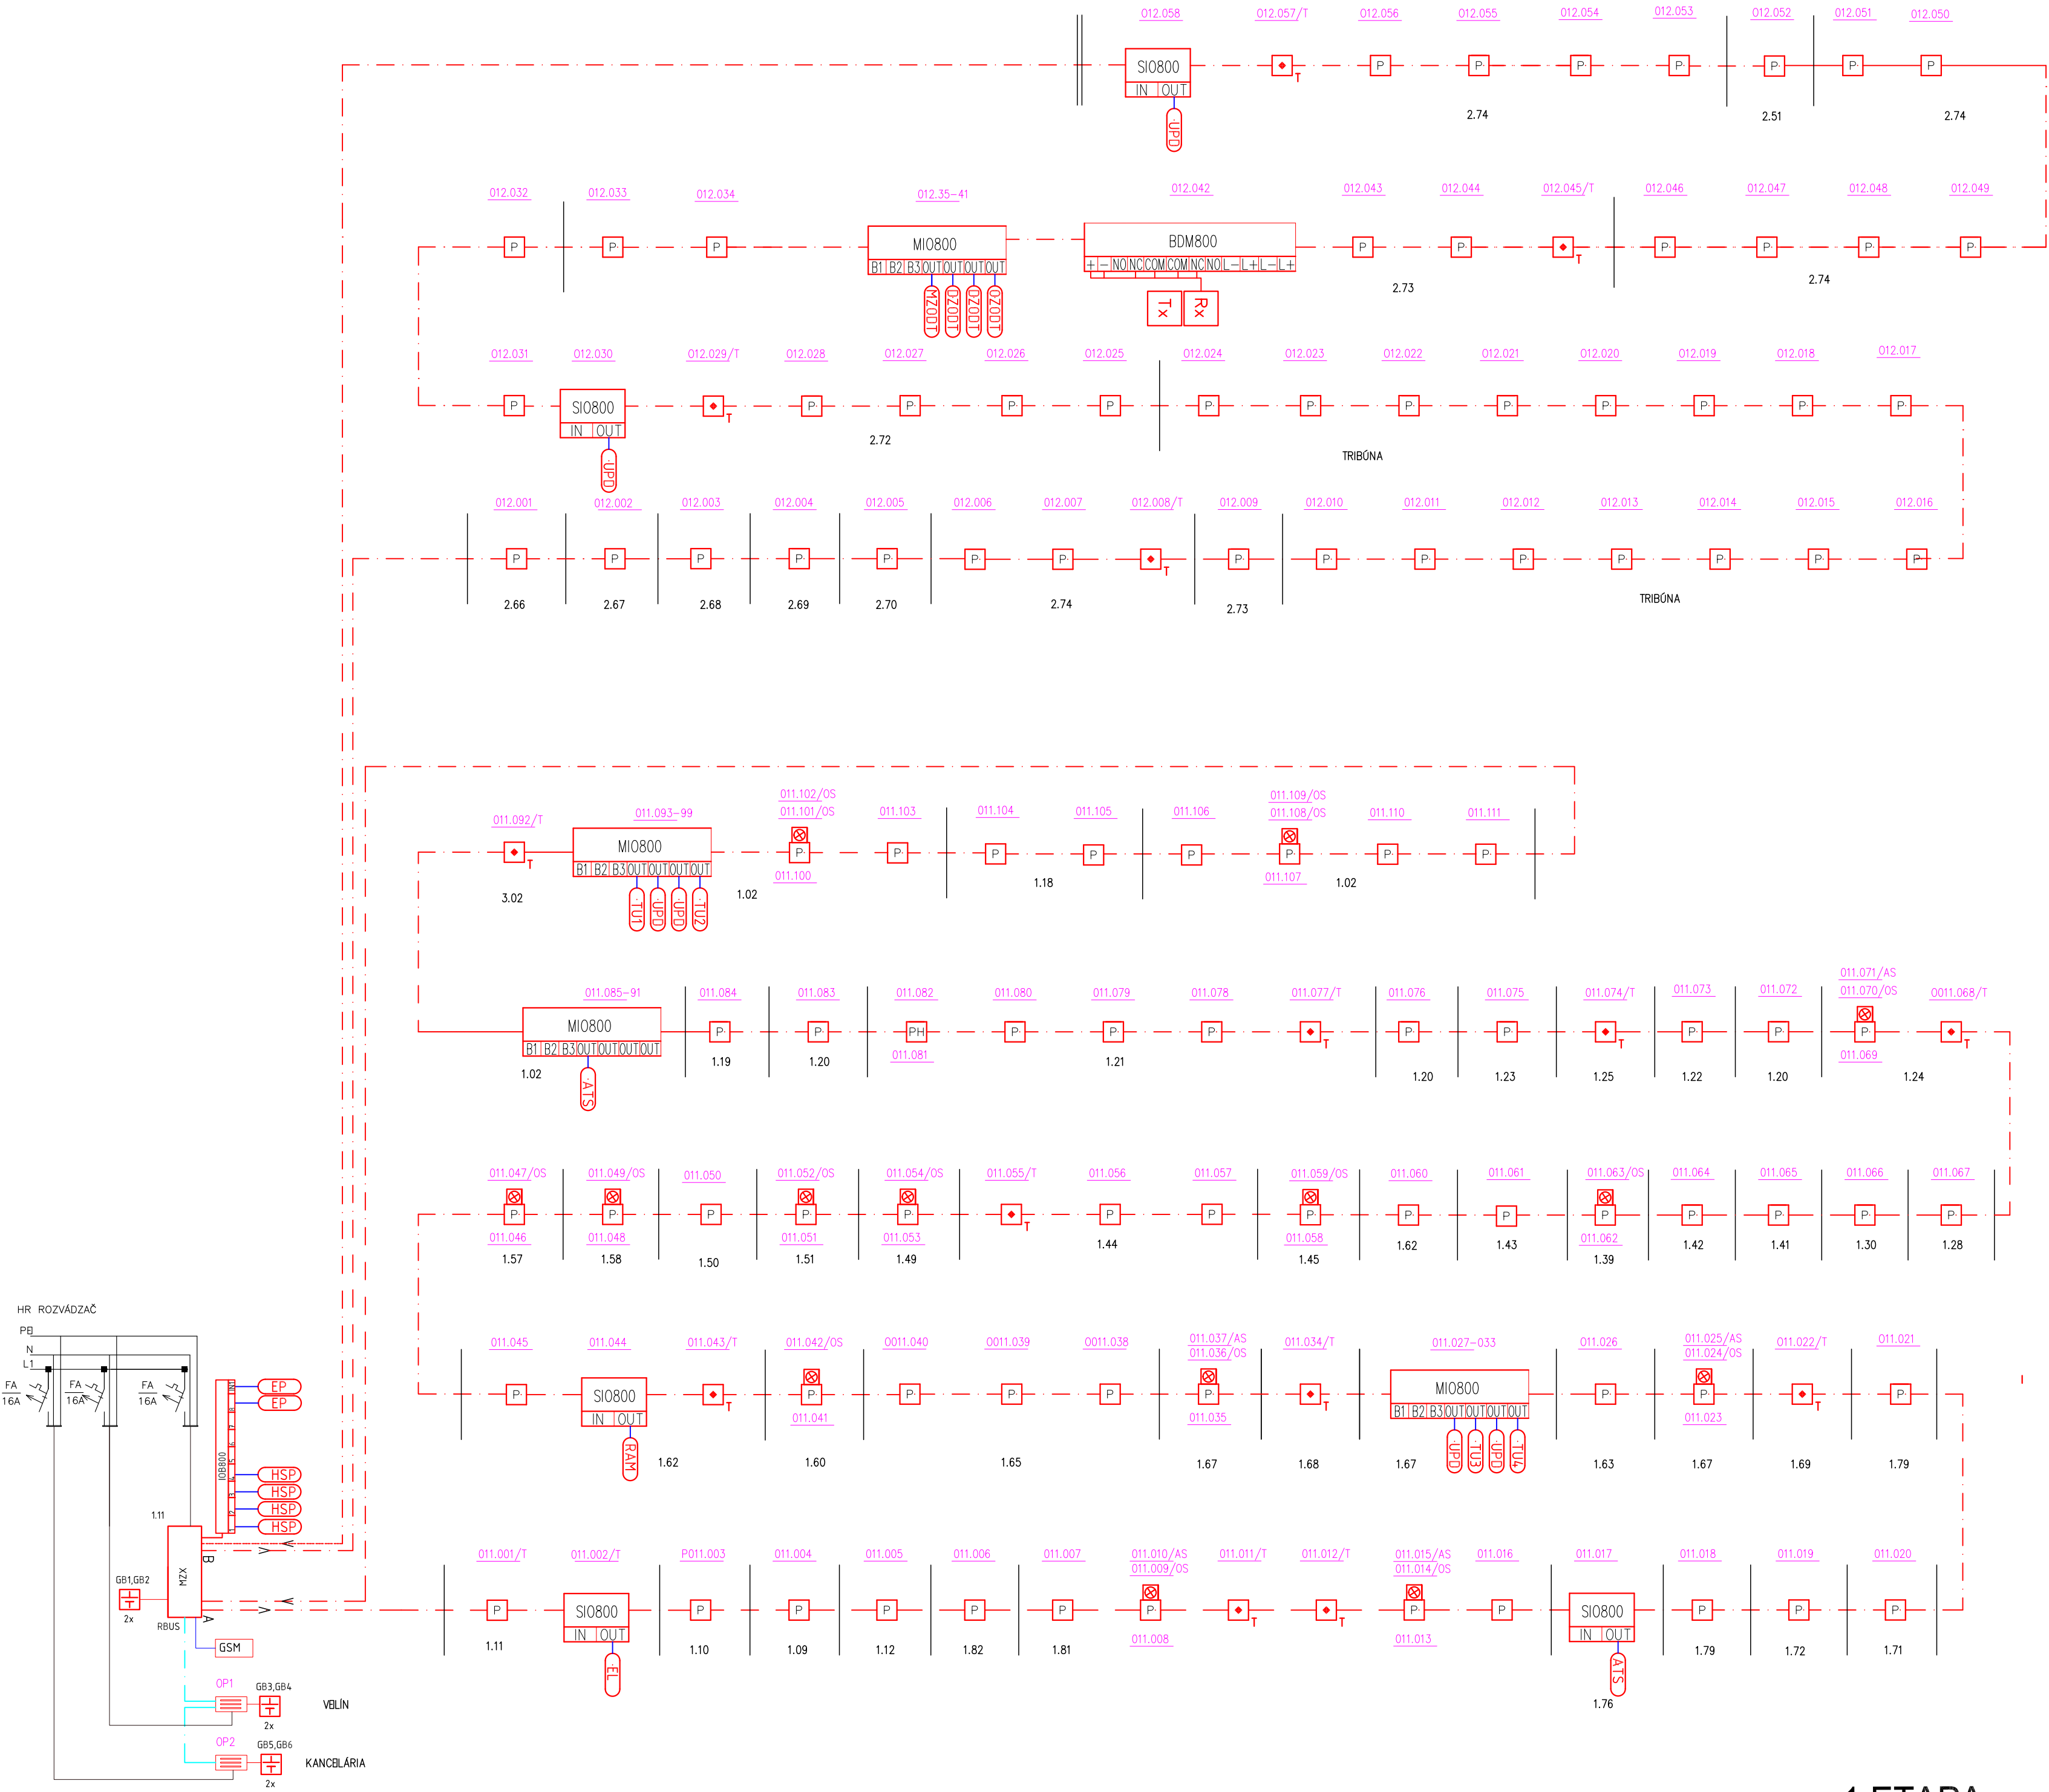 012.058 012.057/T 012.056 012.055 012.054 012.053 012.052 012.051 012.050
SIO800 P P P P P P P
IN OUT T
UPD
2.74 2.51 2.74
012.032 012.033 012.034 012.35-41 012.042 012.043 012.044 012.045/T 012.046 012.047 012.048 012.049
P P P MIO800 BDM800 P P P P P P
B1 B2 B3 OUT OUT OUT OUT + - NO NC COM COM NC NO L- L+ L- L+ T
MZODT DZODT DZODT OZODT Tx Rx
2.73 2.74
012.031 012.030 012.029/T 012.028 012.027 012.026 012.025 012.024 012.023 012.022 012.021 012.020 012.019 012.018 012.017
P SIO800 P P P P P P P P P P P P
IN OUT T
UPD
2.72 TRIBÚNA
012.001 012.002 012.003 012.004 012.005 012.006 012.007 012.008/T 012.009 012.010 012.011 012.012 012.013 012.014 012.015 012.016
P P P P P P P T P P P P P P P P
2.66 2.67 2.68 2.69 2.70 2.74 2.73 TRIBÚNA
011.102/OS 011.109/OS
011.092/T 011.093-99 011.101/OS 011.103 011.104 011.105 011.106 011.108/OS 011.110 011.111
T MIO800 P P P P P P P P
B1 B2 B3 OUT OUT OUT OUT 011.100 011.107
TU1 UPD UPD TU2
3.02 1.02 1.18 1.02
011.071/AS
011.085-91 011.084 011.083 011.082 011.080 011.079 011.078 011.077/T 011.076 011.075 011.074/T 011.073 011.072 011.070/OS 0011.068/T
MIO800 P P PH P P P T P P T P P P T
B1 B2 B3 OUT OUT OUT OUT 011.081 011.069
ATS
1.02 1.19 1.20 1.21 1.20 1.23 1.25 1.22 1.20 1.24
011.047/OS 011.049/OS 011.050 011.052/OS 011.054/OS 011.055/T 011.056 011.057 011.059/OS 011.060 011.061 011.063/OS 011.064 011.065 011.066 011.067
P P P P P T P P P P P P P P P P
011.046 011.048 011.051 011.053 011.058 011.062
1.57 1.58 1.50 1.51 1.49 1.44 1.45 1.62 1.43 1.39 1.42 1.41 1.30 1.28
011.037/AS 011.025/AS
011.045 011.044 011.043/T 011.042/OS 0011.040 0011.039 0011.038 011.036/OS 011.034/T 011.027-033 011.026 011.024/OS 011.022/T 011.021
P SIO800 T P P P P P T MIO800 P P T P
IN OUT 011.041 011.035 B1 B2 B3 OUT OUT OUT OUT 011.023
RAM UPD TU3 UPD TU4
1.62 1.60 1.65 1.67 1.68 1.67 1.63 1.67 1.69 1.79
011.010/AS 011.015/AS
011.001/T 011.002/T P011.003 011.004 011.005 011.006 011.007 011.009/OS 011.011/T 011.012/T 011.014/OS 011.016 011.017 011.018 011.019 011.020
P SIO800 P P P P P P T T P P SIO800 P P P
IN OUT 011.008 011.013 IN OUT
EL ATS
1.11 1.10 1.09 1.12 1.82 1.81 1.76 1.79 1.72 1.71
HR ROZVÁDZAČ
PE
N
L1
FA FA FA
16A 16A 16A
IOB800
EP
EP
HSP
HSP
HSP
HSP
1.11
MZX
B
A
GB1,GB2
2x
RBUS
GSM
OP1 GB3,GB4 VELÍN
2x
OP2 GB5,GB6 KANCELÁRIA
2x